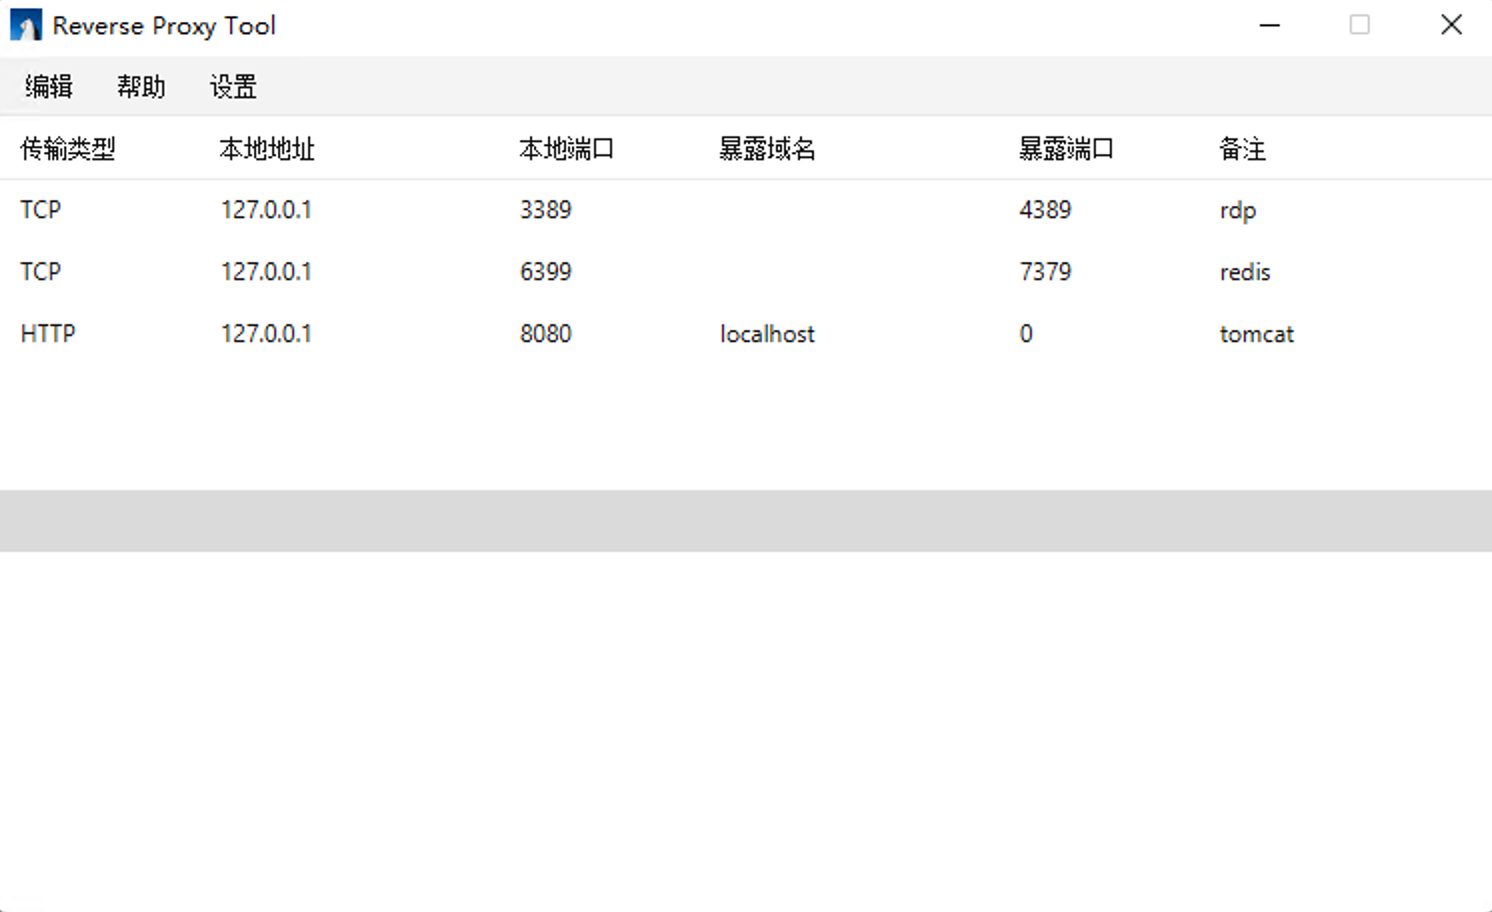 Reverse Proxy Tool
编辑 帮助 设置
传输类型 本地地址 本地端口 暴露域名 暴露端口 备注
TCP 127.0.0.1 3389 4389 rdp
TCP 127.0.0.1 6399 7379 redis
HTTP 127.0.0.1 8080 localhost 0 tomcat